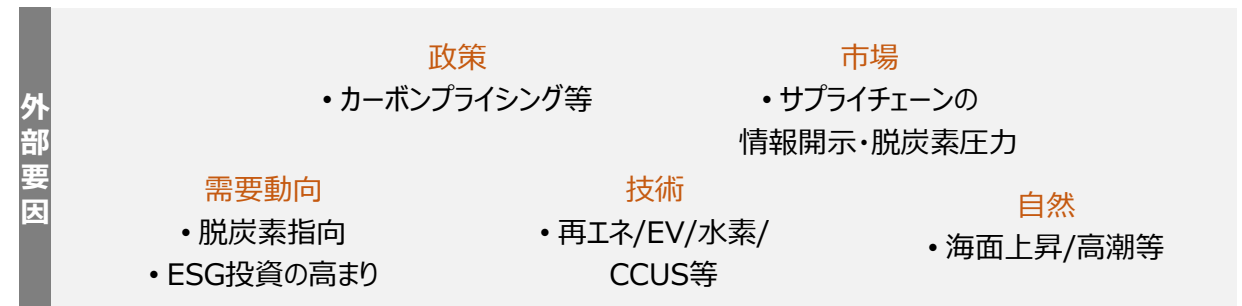 外部要因
政策
• カーボンプライシング等
市場
• サプライチェーンの
情報開示・脱炭素圧力
需要動向
• 脱炭素指向
• ESG投資の高まり
技術
• 再エネ/EV/水素/
CCUS等
自然
• 海面上昇/高潮等